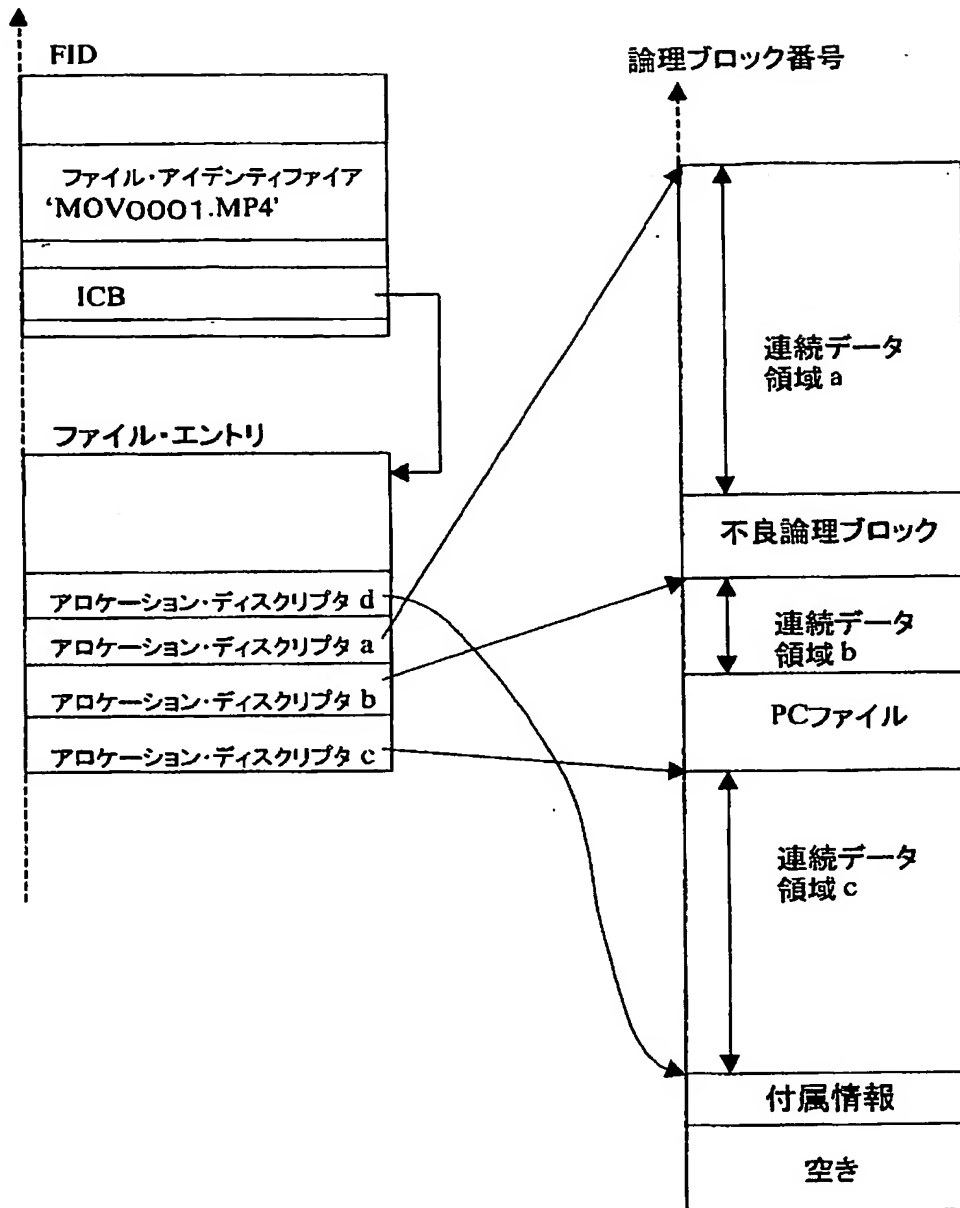 FID
ファイル・アイデンティファイア
‘MOV0001.MP4’
ICB
ファイル・エントリ
アロケーション・ディスクリプタ d
アロケーション・ディスクリプタ a
アロケーション・ディスクリプタ b
アロケーション・ディスクリプタ c
論理ブロック番号
連続データ
領域 a
不良論理ブロック
連続データ
領域 b
PCファイル
連続データ
領域 c
付属情報
空き